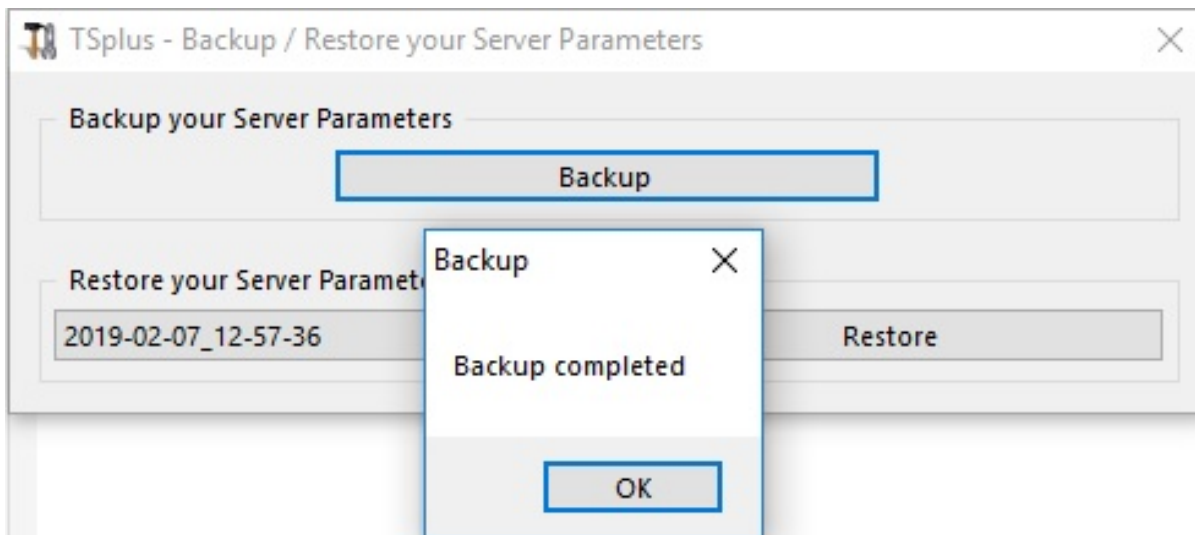 TSplus - Backup / Restore your Server Parameters
Backup your Server Parameters
Backup
Backup
Restore your Server
2019-02-07_12-57-36
Restore
Backup completed
OK